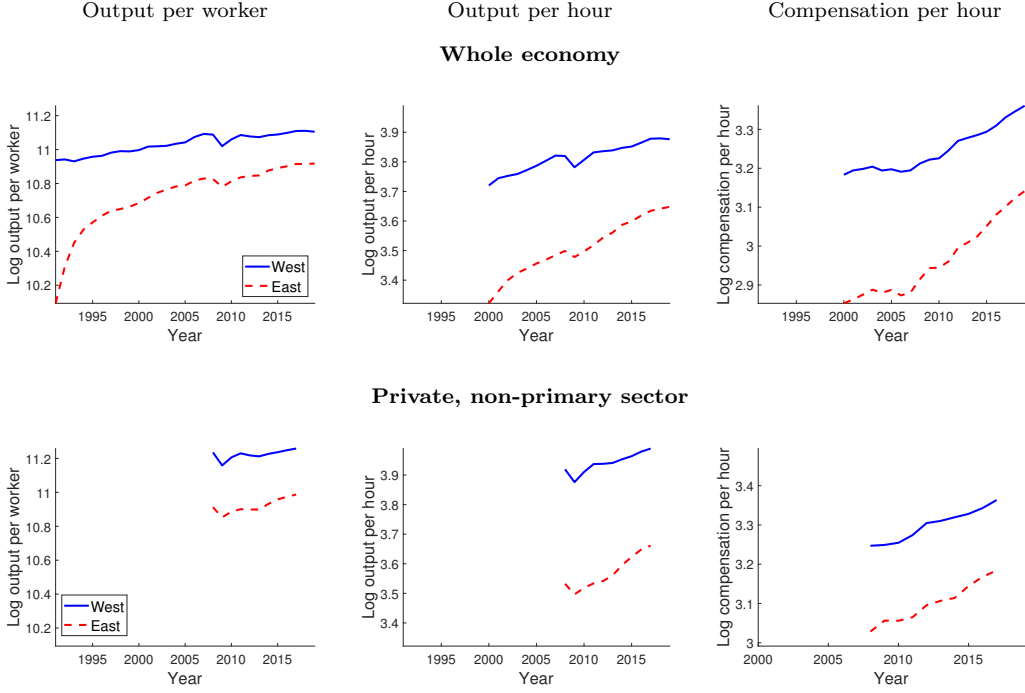 Output per worker
Output per hour
Compensation per hour
Whole economy
Log output per worker
11.2
11
10.8
10.6
10.4
10.2
1995 2000 2005 2010 2015
Year
West
East
Log output per hour
3.9
3.8
3.7
3.6
3.5
3.4
1995 2000 2005 2010 2015
Year
Log compensation per hour
3.3
3.2
3.1
3
2.9
1995 2000 2005 2010 2015
Year
Private, non-primary sector
Log output per worker
11.2
11
10.8
10.6
10.4
10.2
1995 2000 2005 2010 2015
Year
West
East
Log output per hour
3.9
3.8
3.7
3.6
3.5
3.4
1995 2000 2005 2010 2015
Year
Log compensation per hour
3.4
3.3
3.2
3.1
3
2000 2005 2010 2015
Year